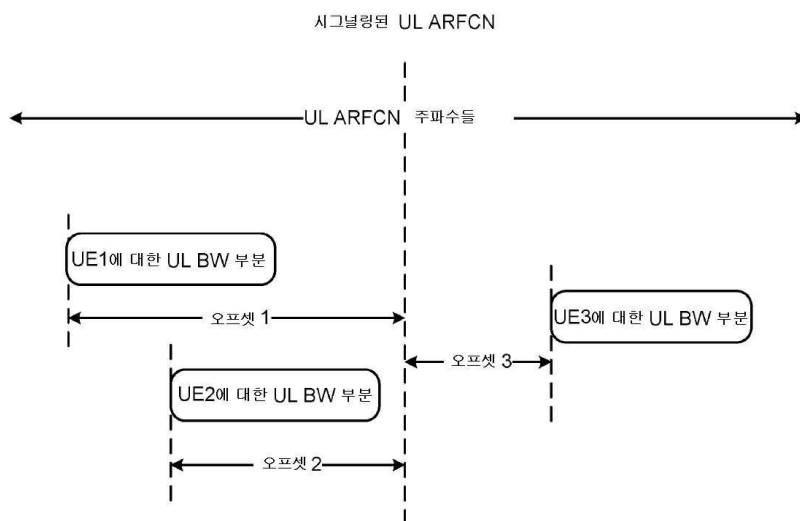 시그널링된 UL ARFCN
UL ARFCN 주파수들
UE1에 대한 UL BW 부분
오프셋 1
UE3에 대한 UL BW 부분
오프셋 3
UE2에 대한 UL BW 부분
오프셋 2